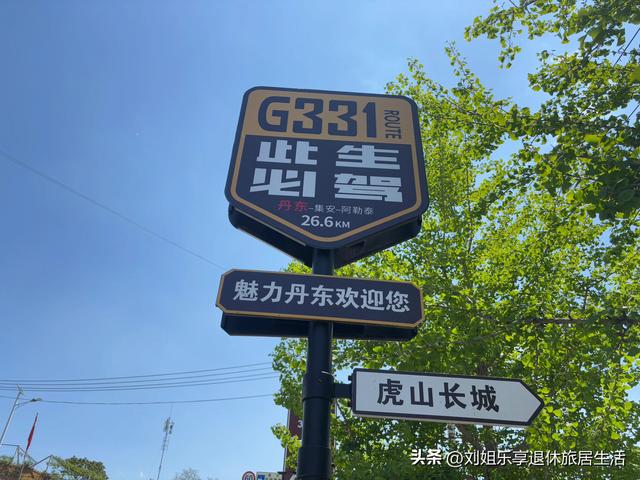 G331
ROUTE
此生
必驾
丹东-集安-阿勒泰
26.6KM
魅力丹东欢迎您
虎山长城
头条 @刘姐乐享退休旅居生活